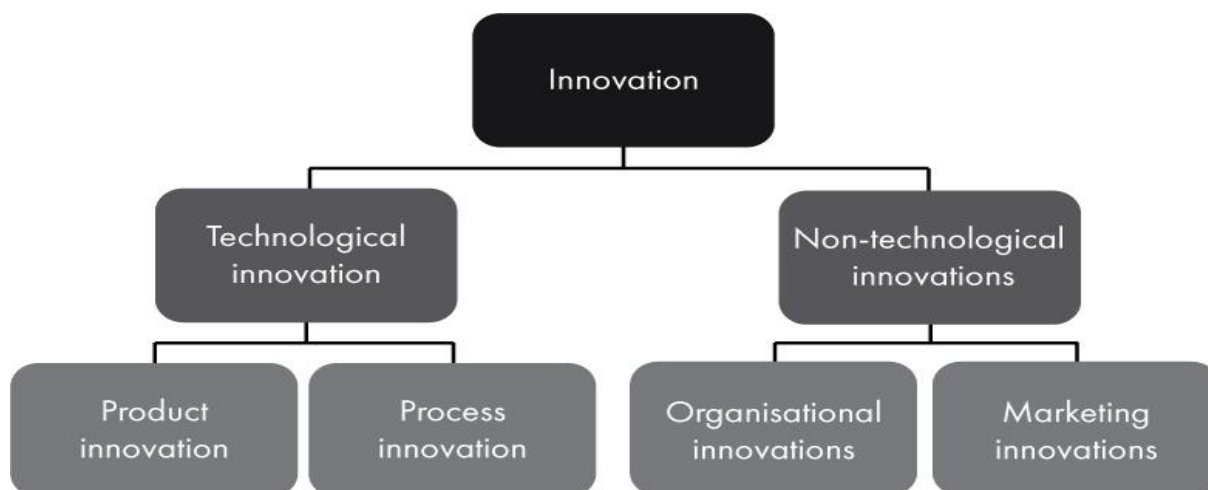 Innovation
Technological
innovation
Non-technological
innovations
Product
innovation
Process
innovation
Organisational
innovations
Marketing
innovations